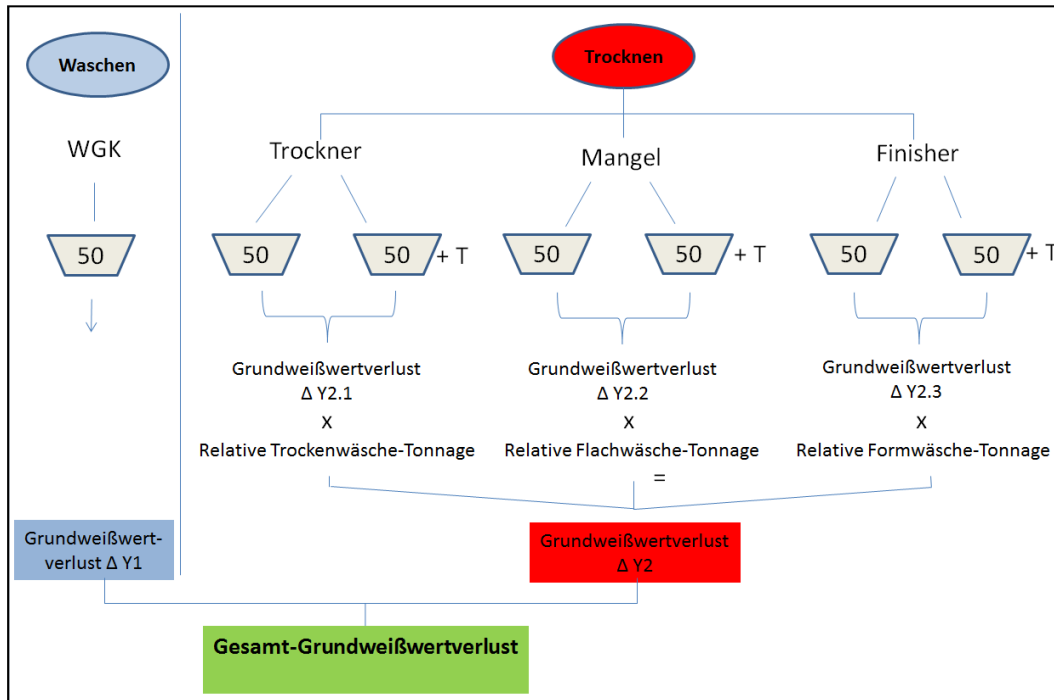 Waschen
WGK
50
Grundweißwert-
verlust Δ Y1
Trocknen
Trockner
50
50 + T
Grundweißwertverlust
Δ Y2.1
x
Relative Trockenwäsche-Tonnage
Mangel
50
50 + T
Grundweißwertverlust
Δ Y2.2
x
Relative Flachwäsche-Tonnage
=
Finisher
50
50 + T
Grundweißwertverlust
Δ Y2.3
x
Relative Formwäsche-Tonnage
Grundweißwertverlust
Δ Y2
Gesamt-Grundweißwertverlust